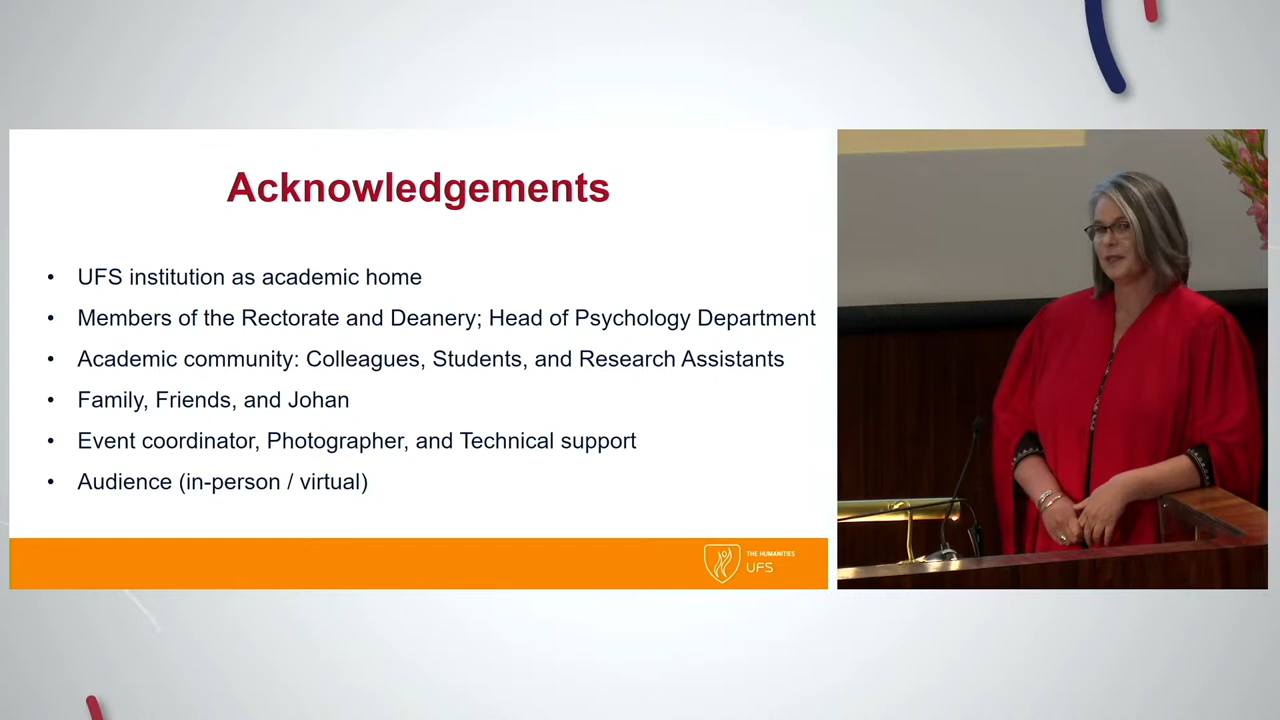 Acknowledgements
• UFS institution as academic home
• Members of the Rectorate and Deanery; Head of Psychology Department
• Academic community: Colleagues, Students, and Research Assistants
• Family, Friends, and Johan
• Event coordinator, Photographer, and Technical support
• Audience (in-person / virtual)
THE HUMANITIES
UFS